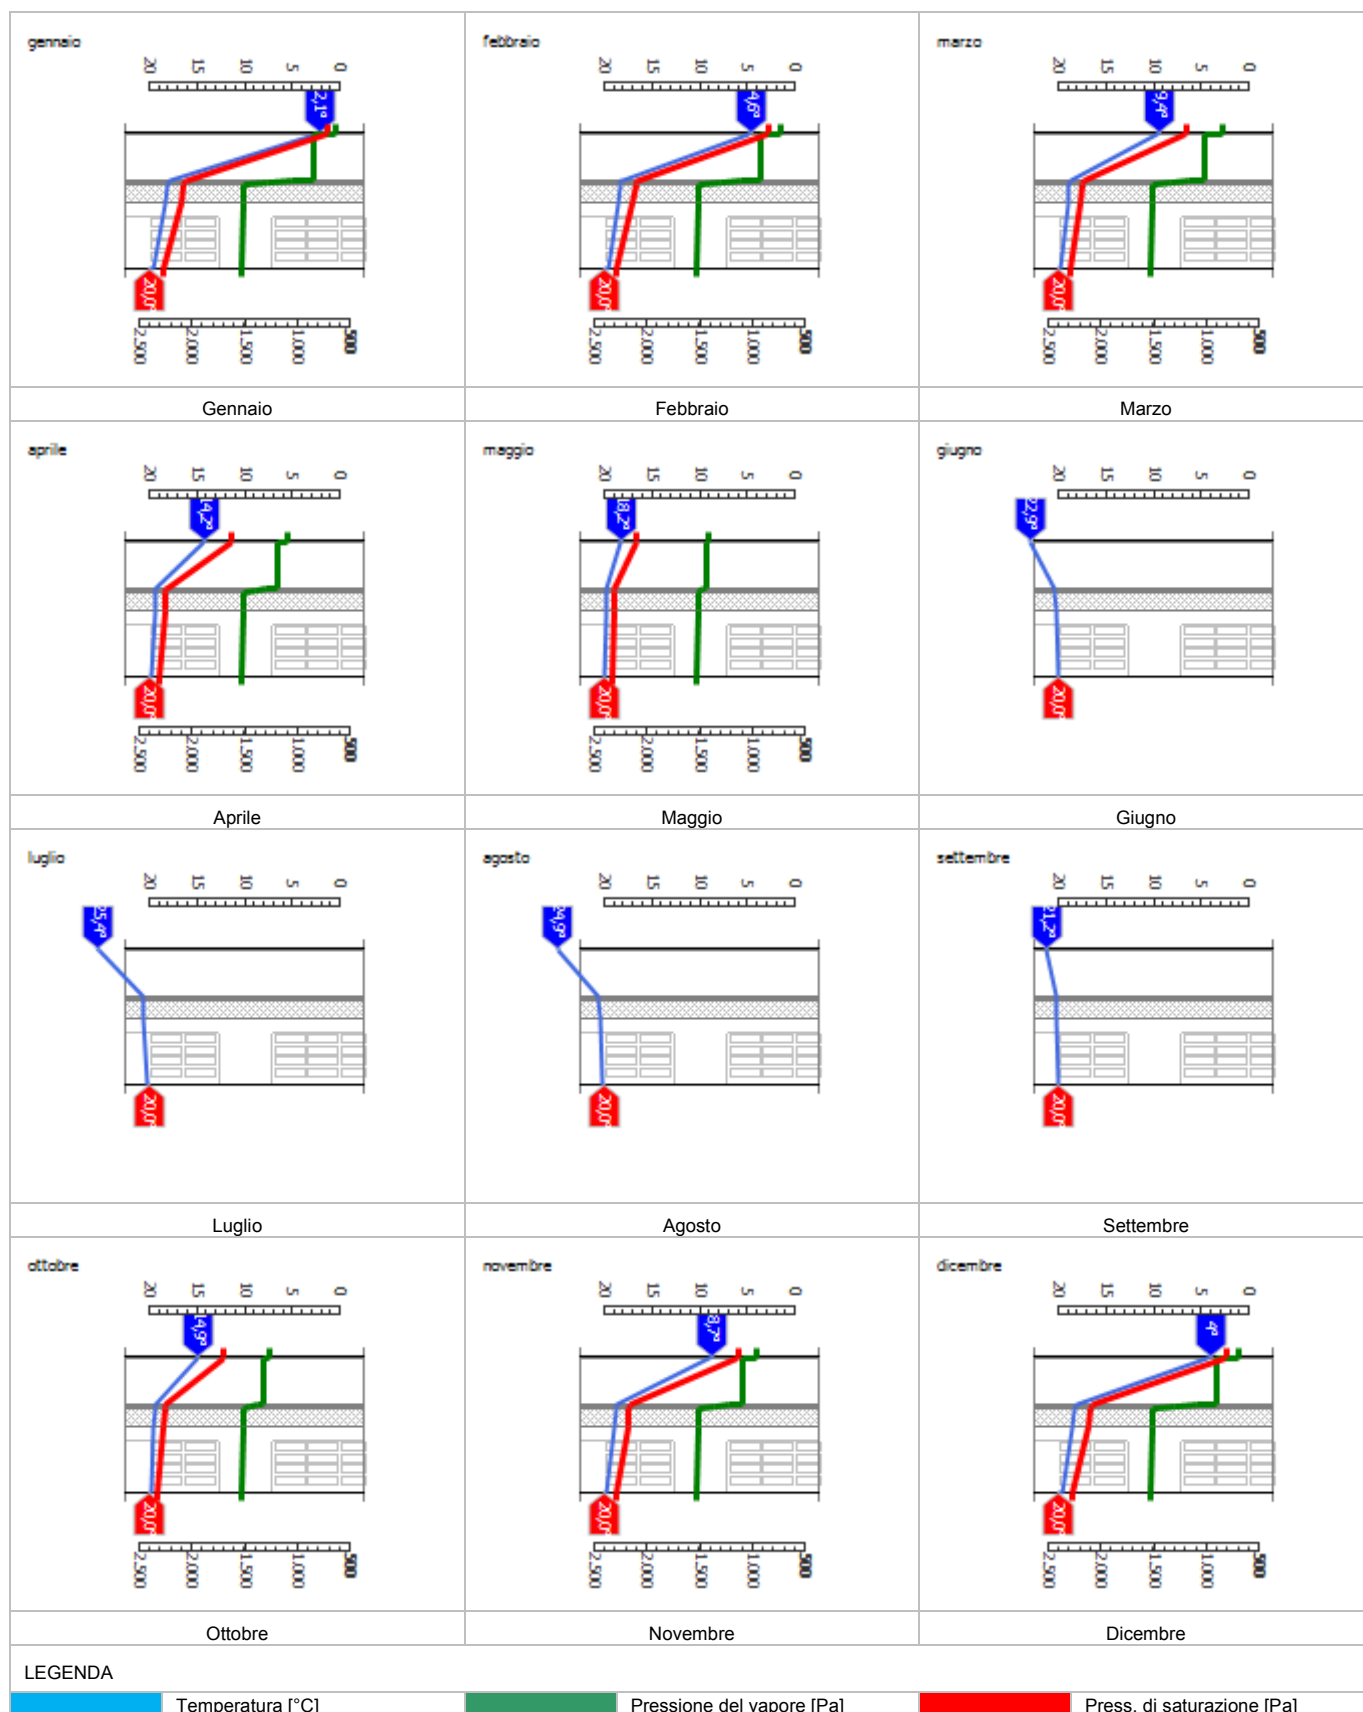 gennaio febbraio marzo
20 15 10 5 0 20 15 10 5 0 20 15 10 5 0
2,1° 4,6° 9,4°
20,0° 20,0° 20,0°
2.500 2.000 1.500 1.000 500 2.500 2.000 1.500 1.000 500 2.500 2.000 1.500 1.000 500
Gennaio Febbraio Marzo
aprile maggio giugno
20 15 10 5 0 20 15 10 5 0 20 15 10 5 0
4,2° 8,2° 2,9°
20,0° 20,0° 20,0°
2.500 2.000 1.500 1.000 500 2.500 2.000 1.500 1.000 500
Aprile Maggio Giugno
luglio agosto settembre
20 15 10 5 0 20 15 10 5 0 20 15 10 5 0
5,4° 4,9° 1,2°
20,0° 20,0° 20,0°
Luglio Agosto Settembre
ottobre novembre dicembre
20 15 10 5 0 20 15 10 5 0 20 15 10 5 0
4,9° 8,7° 4°
20,0° 20,0° 20,0°
2.500 2.000 1.500 1.000 500 2.500 2.000 1.500 1.000 500 2.500 2.000 1.500 1.000 500
Ottobre Novembre Dicembre
LEGENDA
Temperatura [°C] Pressione del vapore [Pa] Press. di saturazione [Pa]